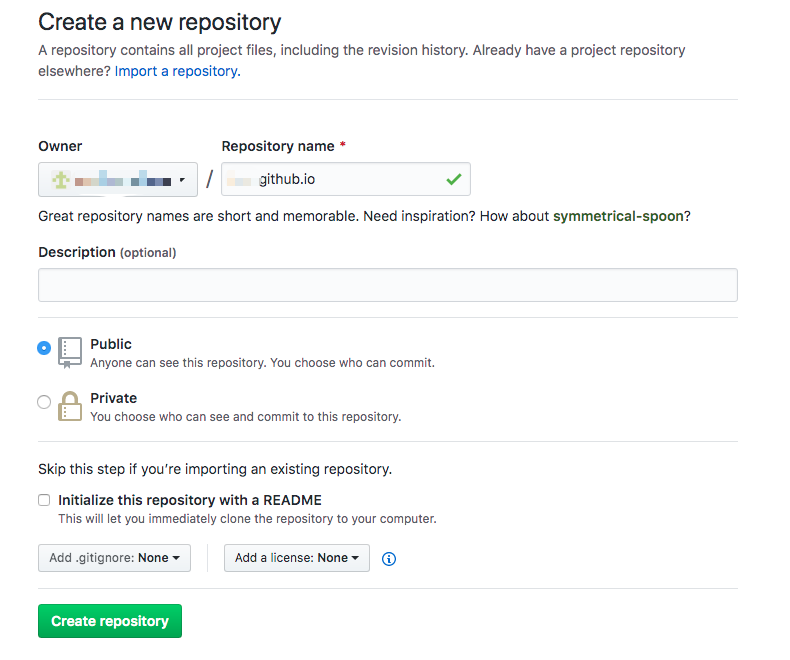 Create a new repository
A repository contains all project files, including the revision history. Already have a project repository
elsewhere? Import a repository.
Owner
Repository name *
/
github.io
Great repository names are short and memorable. Need inspiration? How about symmetrical-spoon?
Description (optional)
Public
Anyone can see this repository. You choose who can commit.
Private
You choose who can see and commit to this repository.
Skip this step if you’re importing an existing repository.
Initialize this repository with a README
This will let you immediately clone the repository to your computer.
Add .gitignore: None
Add a license: None
Create repository